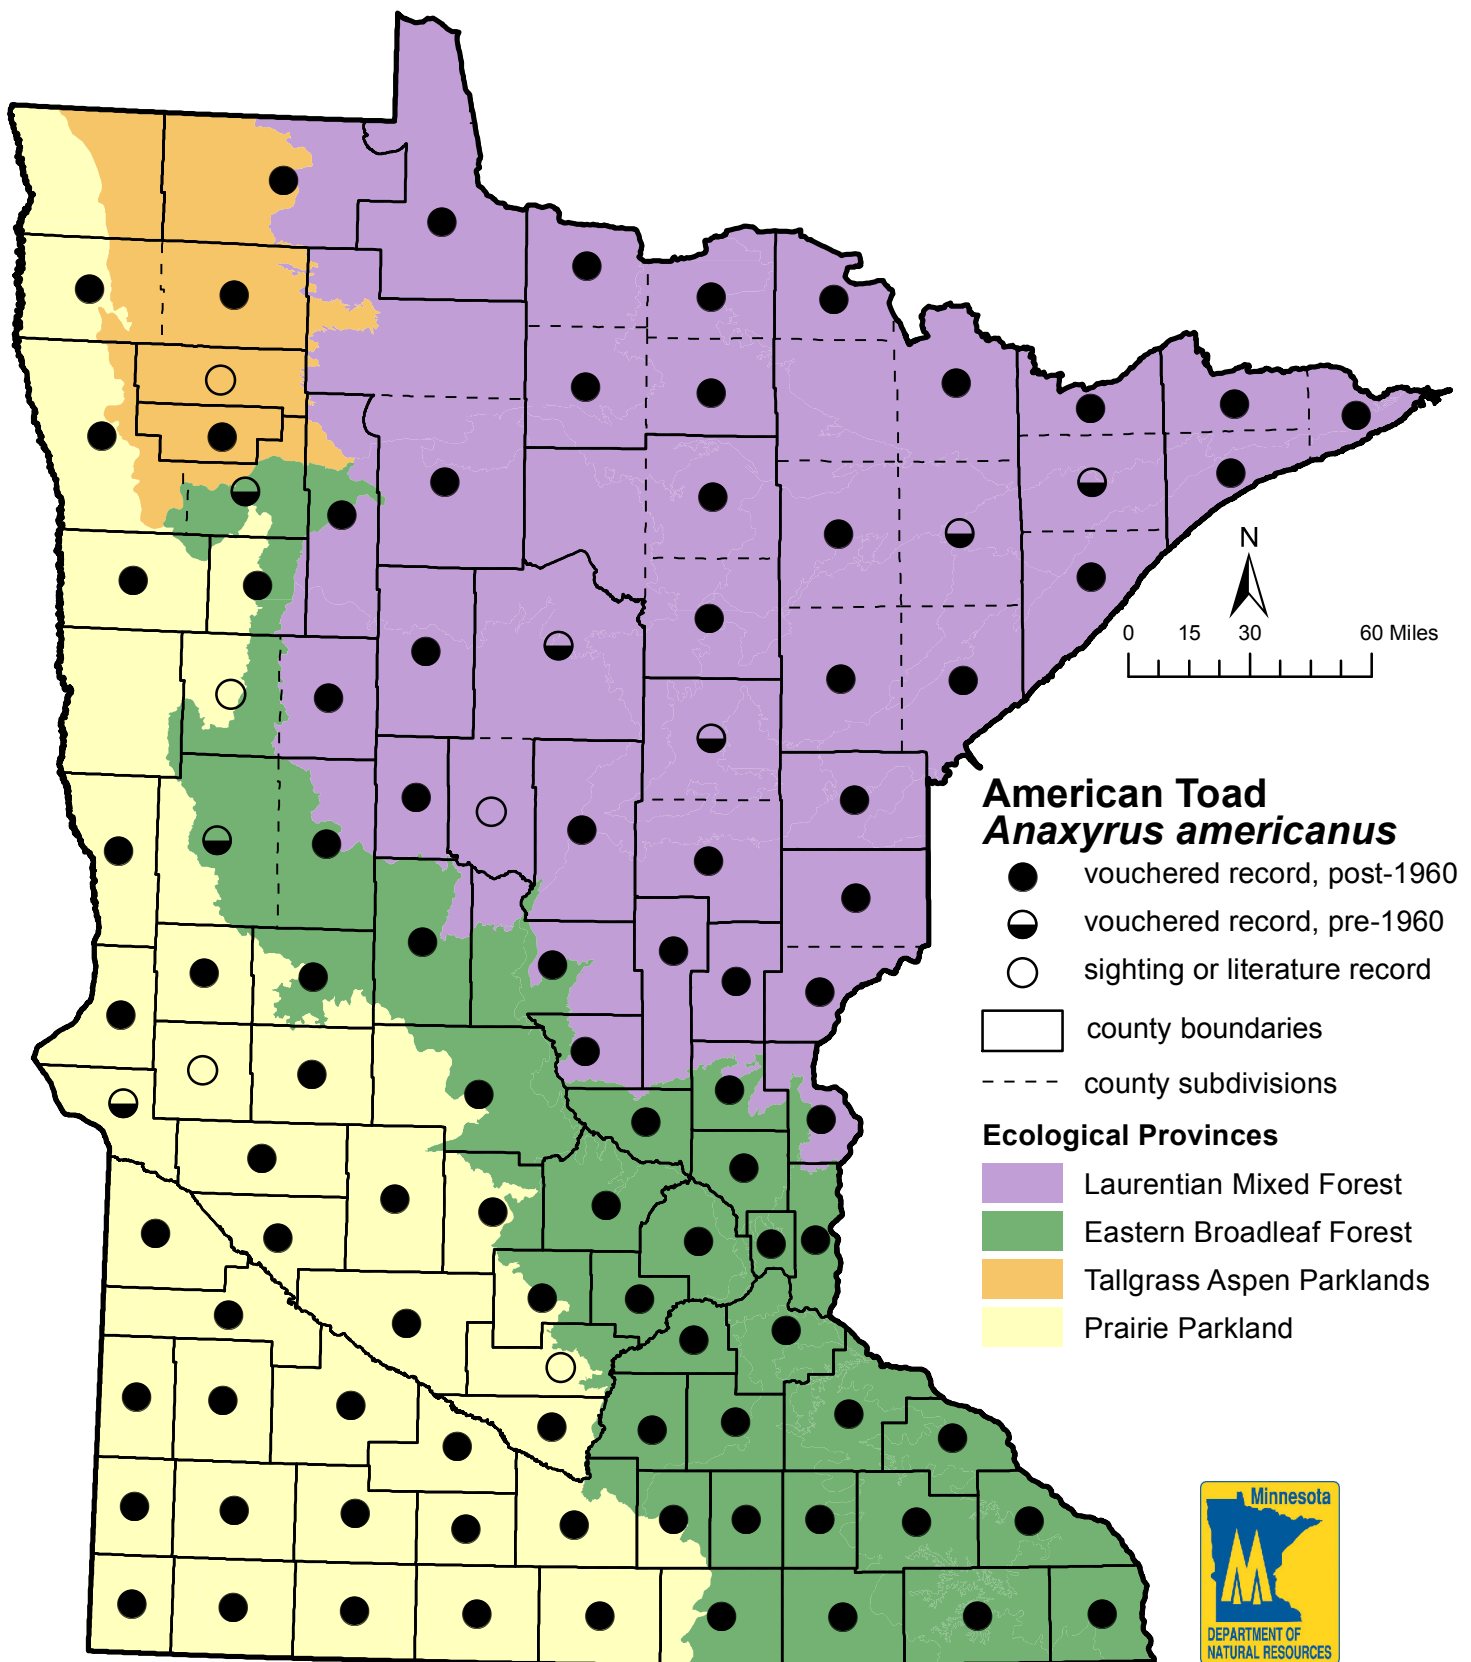 N
0 15 30 60 Miles
American Toad
Anaxyrus americanus
vouchered record, post-1960
vouchered record, pre-1960
sighting or literature record
county boundaries
county subdivisions
Ecological Provinces
Laurentian Mixed Forest
Eastern Broadleaf Forest
Tallgrass Aspen Parklands
Prairie Parkland
Minnesota
DEPARTMENT OF
NATURAL RESOURCES